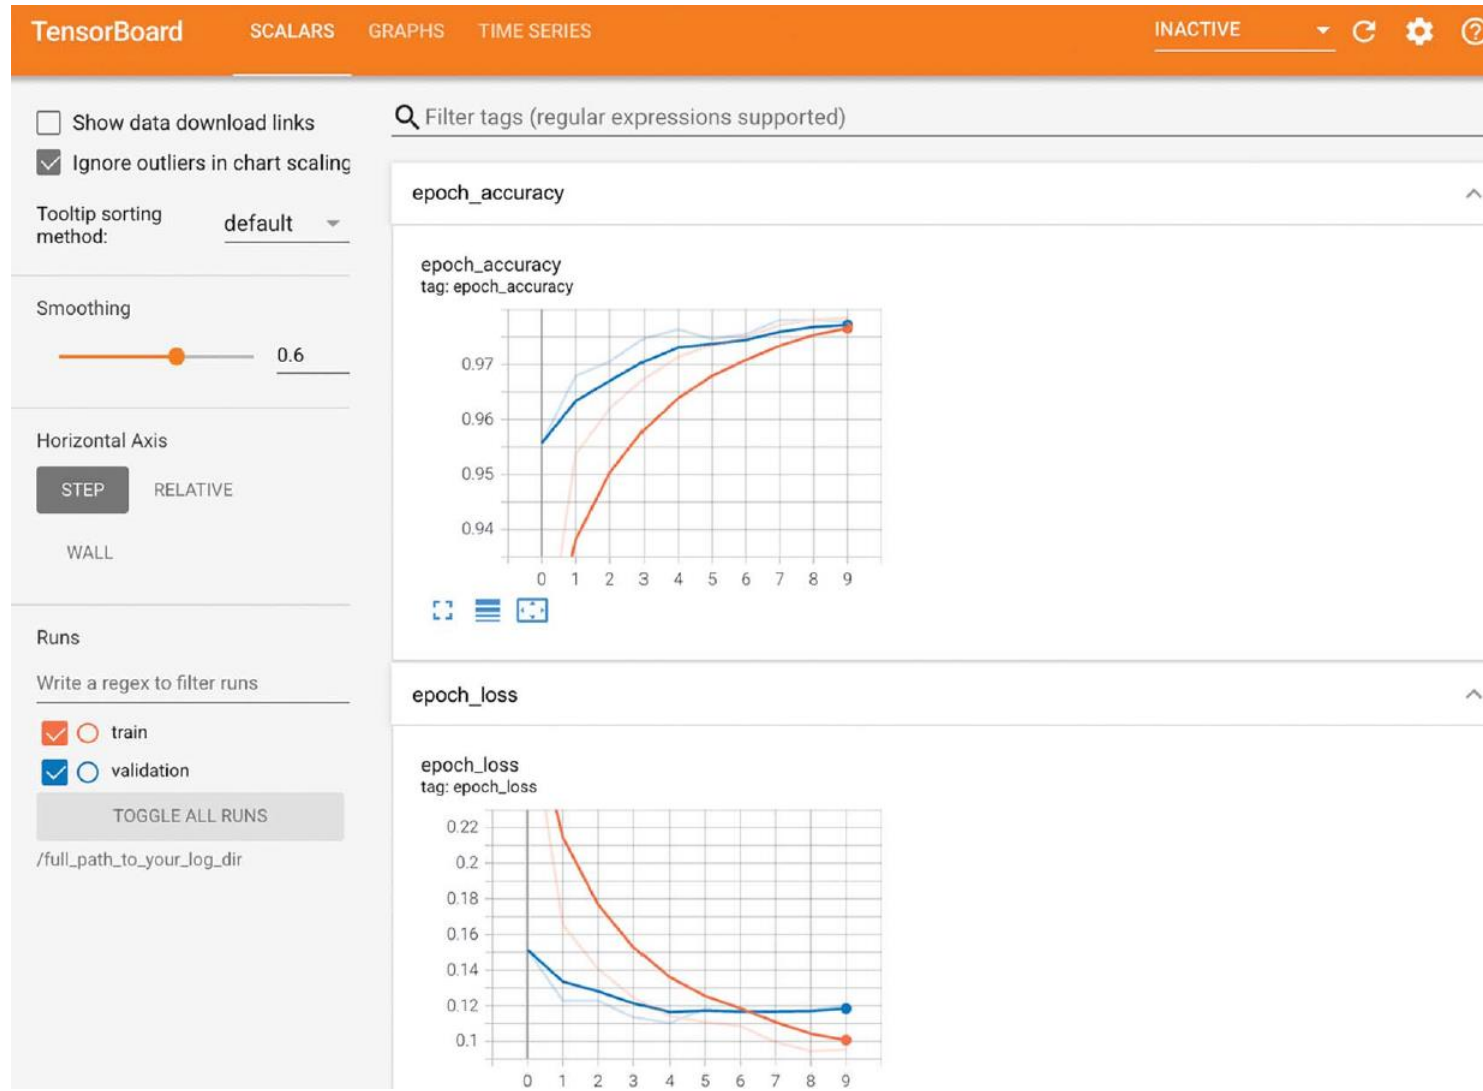 TensorBoard SCALARS GRAPHS TIME SERIES INACTIVE
Show data download links
Ignore outliers in chart scaling
Tooltip sorting
method:
default
Smoothing
0.6
Horizontal Axis
STEP RELATIVE
WALL
Runs
Write a regex to filter runs
train
validation
TOGGLE ALL RUNS
/full_path_to_your_log_dir
Filter tags (regular expressions supported)
epoch_accuracy
epoch_accuracy
tag: epoch_accuracy
0.97
0.96
0.95
0.94
0 1 2 3 4 5 6 7 8 9
epoch_loss
epoch_loss
tag: epoch_loss
0.22
0.2
0.18
0.16
0.14
0.12
0.1
0 1 2 3 4 5 6 7 8 9